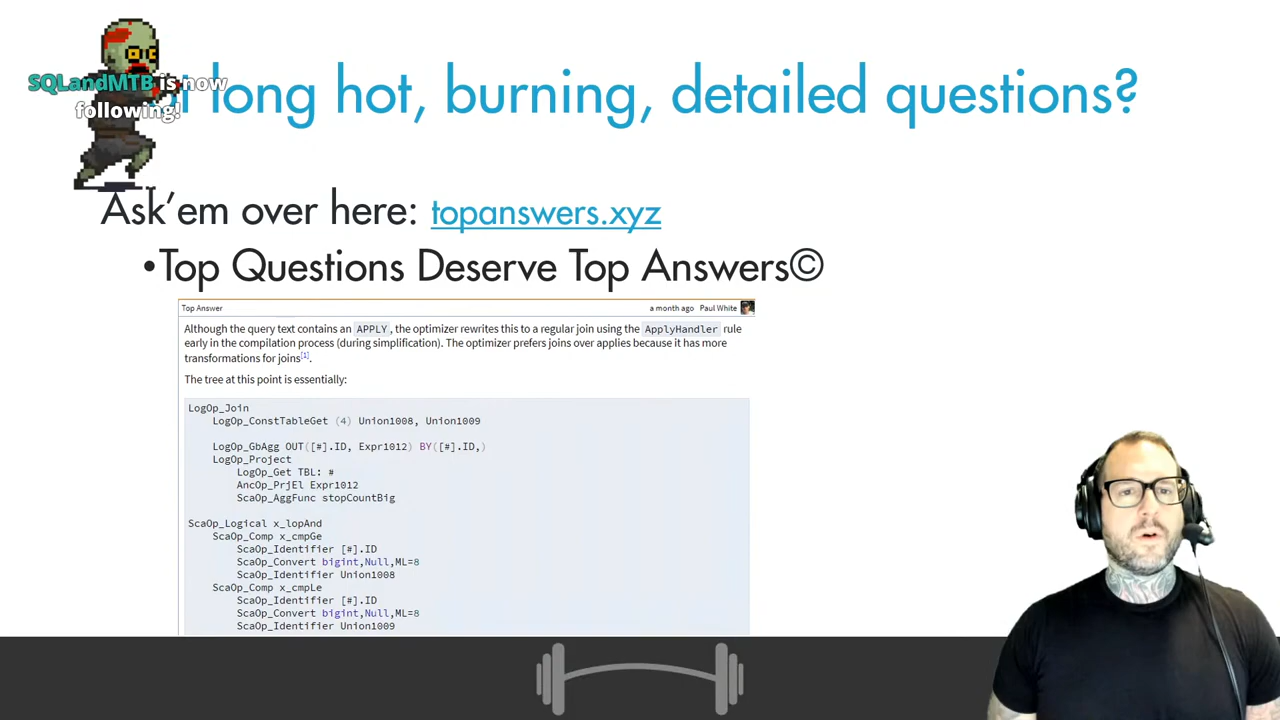 SQLandMTB is now
following!
long hot, burning, detailed questions?
Ask'em over here: topanswers.xyz
•Top Questions Deserve Top Answers©
Top Answer a month ago Paul White
Although the query text contains an APPLY, the optimizer rewrites this to a regular join using the ApplyHandler rule
early in the compilation process (during simplification). The optimizer prefers joins over applies because it has more
transformations for joins[1].
The tree at this point is essentially:
LogOp_Join
LogOp_ConstTableGet (4) Union1008, Union1009
LogOp_GbAgg OUT([#].ID, Expr1012) BY([#].ID,)
LogOp_Project
LogOp_Get TBL: #
AncOp_PrjEl Expr1012
ScaOp_AggFunc stopCountBig
ScaOp_Logical x_lopAnd
ScaOp_Comp x_cmpGe
ScaOp_Identifier [#].ID
ScaOp_Convert bigint,Null,ML=8
ScaOp_Identifier Union1008
ScaOp_Comp x_cmpLe
ScaOp_Identifier [#].ID
ScaOp_Convert bigint,Null,ML=8
ScaOp_Identifier Union1009